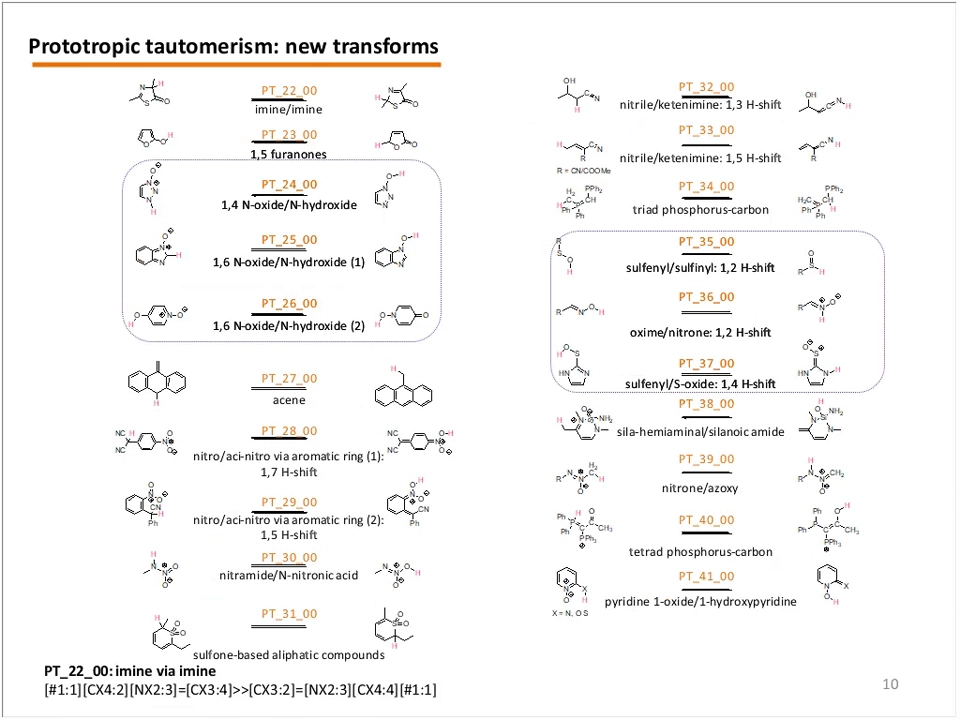 Prototropic tautomerism: new transforms
PT_22_00
imine/imine
PT_23_00
1,5 furanones
PT_24_00
1,4 N-oxide/N-hydroxide
PT_25_00
1,6 N-oxide/N-hydroxide (1)
PT_26_00
1,6 N-oxide/N-hydroxide (2)
PT_27_00
acene
PT_28_00
nitro/aci-nitro via aromatic ring (1):
1,7 H-shift
PT_29_00
nitro/aci-nitro via aromatic ring (2):
1,5 H-shift
PT_30_00
nitramide/N-nitronic acid
PT_31_00
sulfone-based aliphatic compounds
PT_32_00
nitrile/ketenimine: 1,3 H-shift
PT_33_00
nitrile/ketenimine: 1,5 H-shift
R = CN/COOMe
PT_34_00
triad phosphorus-carbon
PT_35_00
sulfenyl/sulfinyl: 1,2 H-shift
PT_36_00
oxime/nitrone: 1,2 H-shift
PT_37_00
sulfenyl/S-oxide: 1,4 H-shift
PT_38_00
sila-hemiaminal/silanoic amide
PT_39_00
nitrone/azoxy
PT_40_00
tetrad phosphorus-carbon
PT_41_00
pyridine 1-oxide/1-hydroxypyridine
X = N, O S
PT_22_00: imine via imine
[#1:1][CX4:2][NX2:3]=[CX3:4]>>[CX3:2]=[NX2:3][CX4:4][#1:1]
10